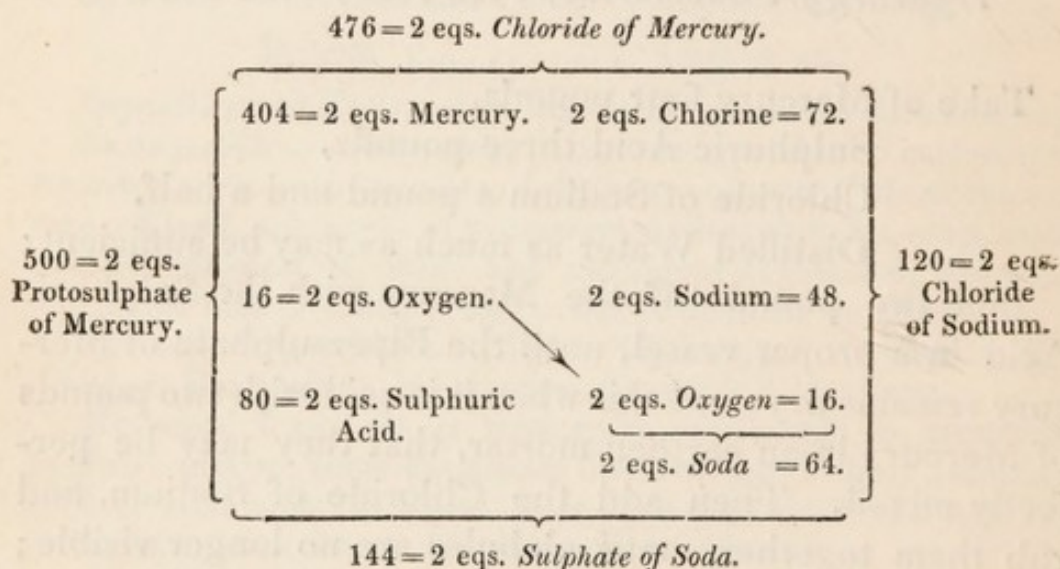 476=2 eqs. Chloride of Mercury.
404=2 eqs. Mercury. 2 eqs. Chlorine=72.
500=2 eqs.
Protosulphate
of Mercury.
16=2 eqs. Oxygen. 2 eqs. Sodium=48.
120=2 eqs.
Chloride
of Sodium.
80=2 eqs. Sulphuric
Acid.
2 eqs. Oxygen=16.
2 eqs. Soda =64.
144=2 eqs. Sulphate of Soda.